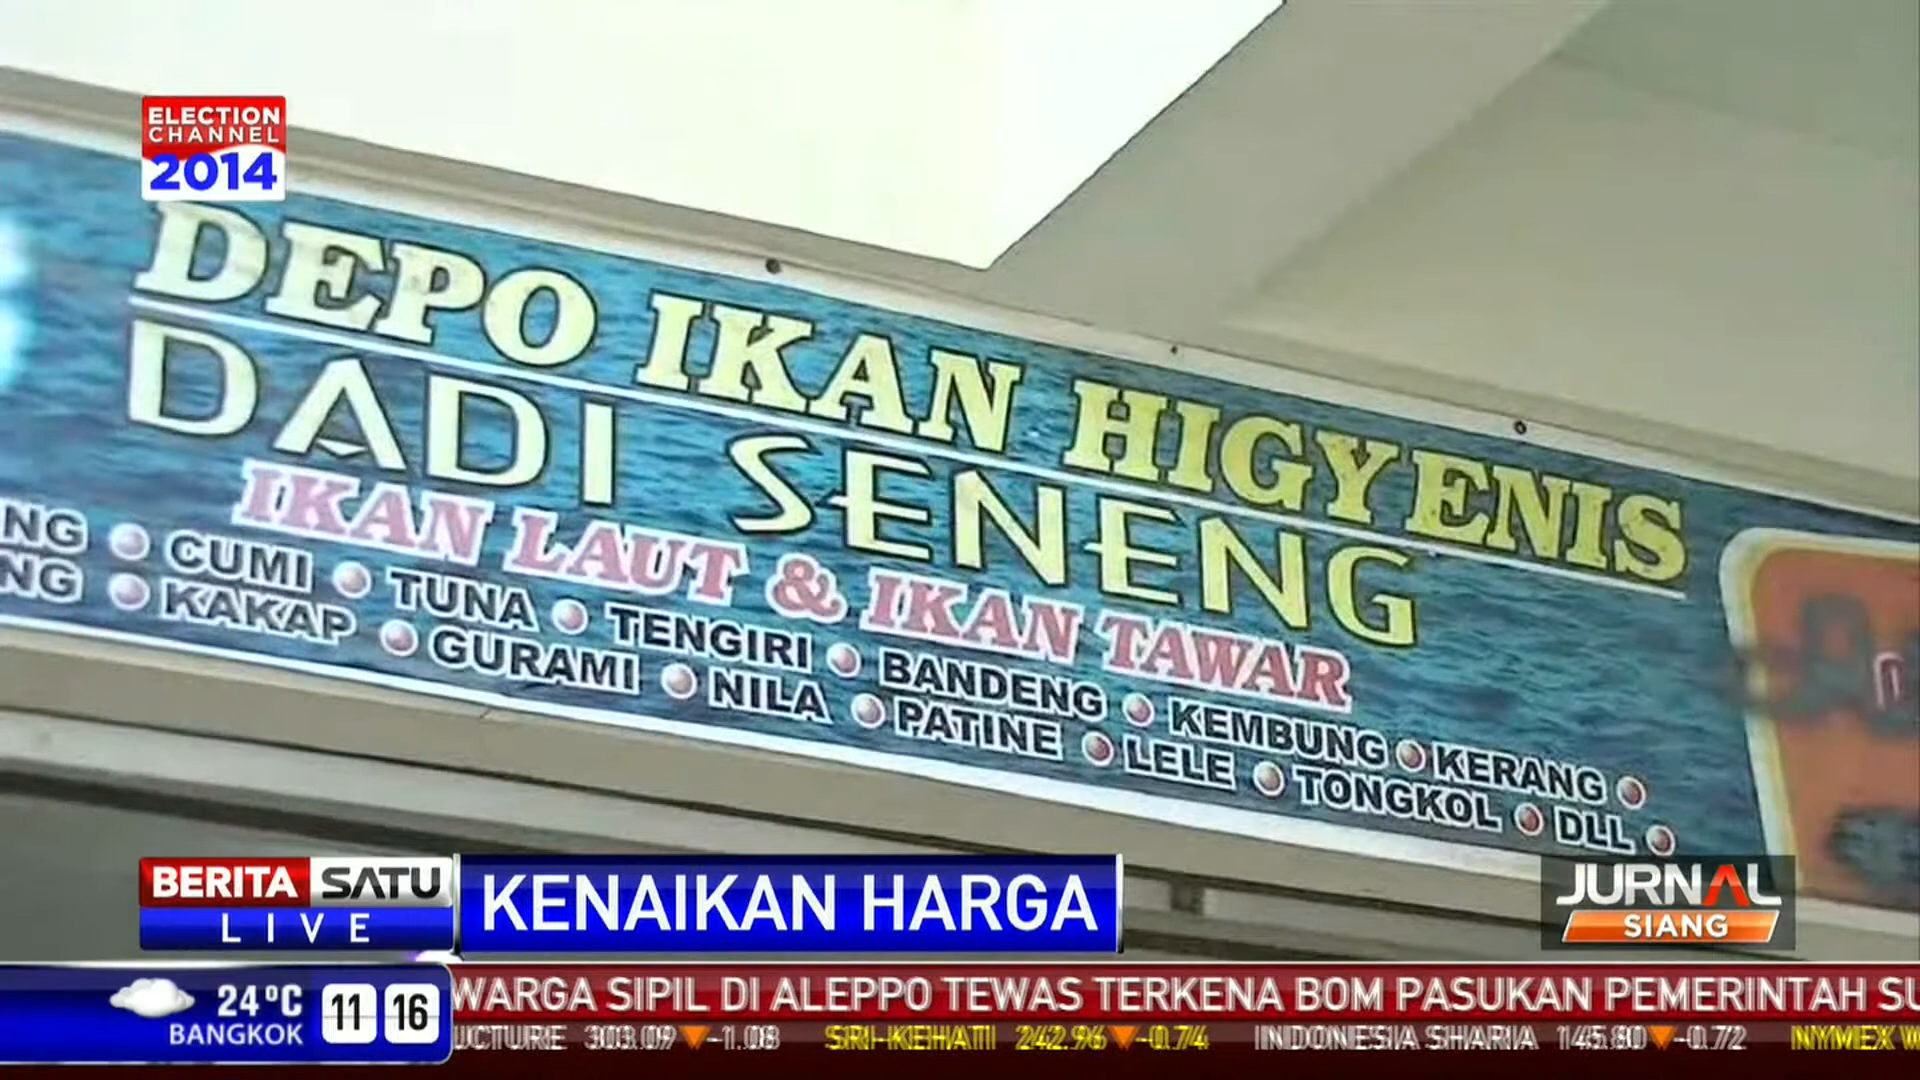 ELECTION
CHANNEL
2014
DEPO IKAN HIGYENIS
DADI SENENG
IKAN LAUT & IKAN TAWAR
NG CUMI TUNA TENGIRI BANDENG KEMBUNG KERANG
NG KAKAP GURAMI NILA PATINE LELE TONGKOL DLL
BERITA SATU
LIVE
KENAIKAN HARGA
JURNAL
SIANG
24°C
BANGKOK
11 16
WARGA SIPIL DI ALEPPO TEWAS TERKENA BOM PASUKAN PEMERINTAH SU
UCTURE 303.09 -1.08 SRI-KEHATI 242.96 -0.74 INDONESIA SHARIA 145.80 -0.72 NYMEX W